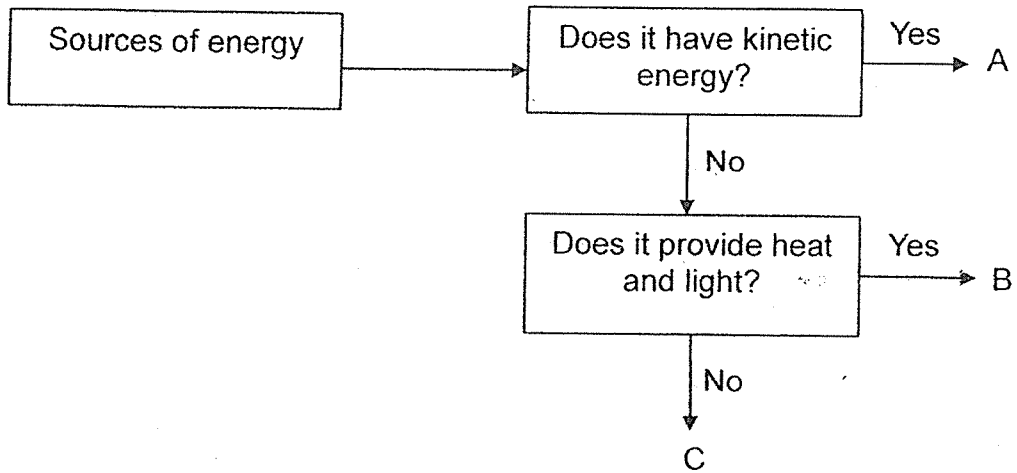 Sources of energy
Does it have kinetic
energy?
Yes
A
No
Does it provide heat
and light?
Yes
B
No
C